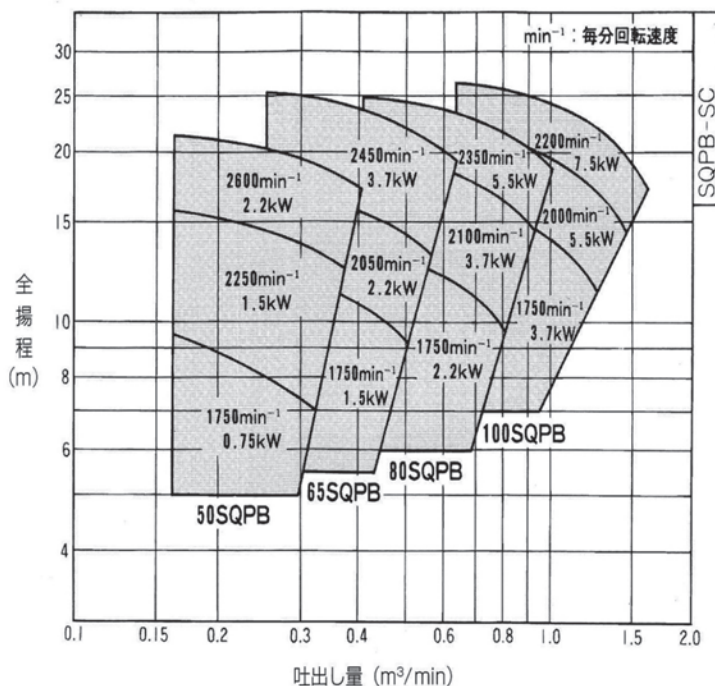 min⁻¹：毎分回転速度
SQPB-SC
30
25
20
15
10
8
6
4
全揚程(m)
2200min⁻¹
7.5kW
2450min⁻¹
3.7kW
2350min⁻¹
5.5kW
2600min⁻¹
2.2kW
2000min⁻¹
5.5kW
2100min⁻¹
3.7kW
2050min⁻¹
2.2kW
2250min⁻¹
1.5kW
1750min⁻¹
3.7kW
1750min⁻¹
2.2kW
1750min⁻¹
1.5kW
1750min⁻¹
0.75kW
100SQPB
80SQPB
65SQPB
50SQPB
0.1 0.15 0.2 0.3 0.4 0.6 0.8 1.0 1.5 2.0
吐出し量 (m³/min)